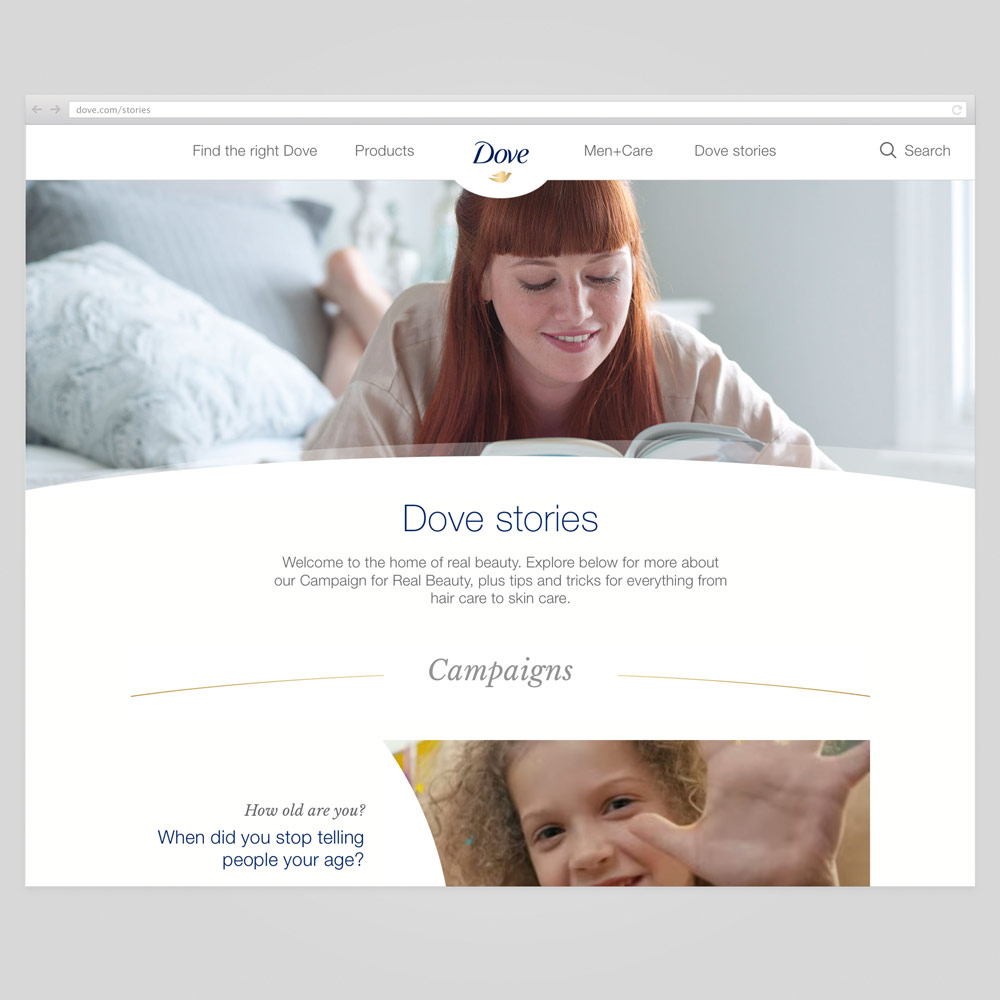 dove.com/stories
Find the right Dove Products Dove Men+Care Dove stories Search
Dove stories
Welcome to the home of real beauty. Explore below for more about
our Campaign for Real Beauty, plus tips and tricks for everything from
hair care to skin care.
Campaigns
How old are you?
When did you stop telling
people your age?